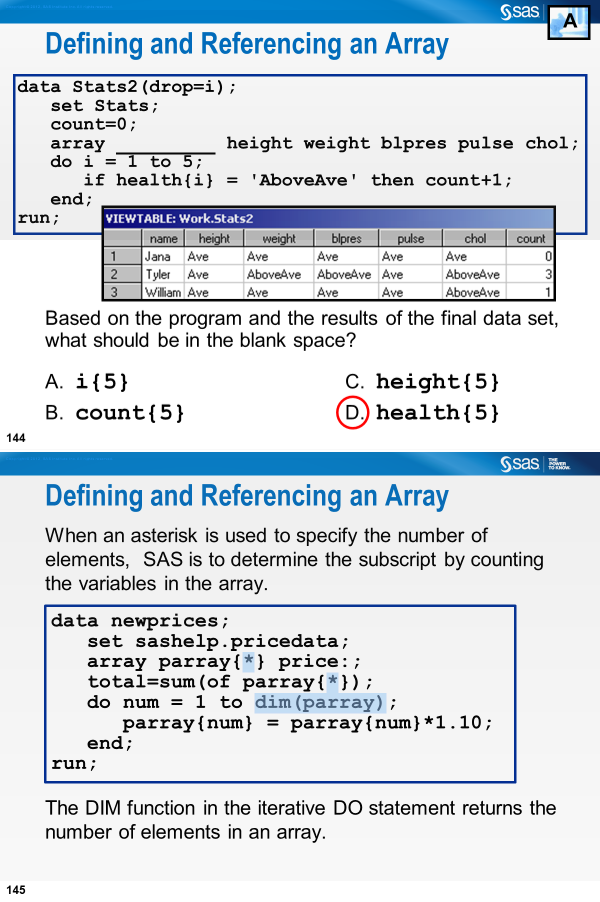 sas
A
Defining and Referencing an Array
data Stats2(drop=i);
set Stats;
count=0;
array _________ height weight blpres pulse chol;
do i = 1 to 5;
if health{i} = 'AboveAve' then count+1;
end;
run;
VIEWTABLE: Work.Stats2
name height weight blpres pulse chol count
1 Jana Ave Ave Ave Ave Ave 0
2 Tyler Ave AboveAve AboveAve Ave AboveAve 3
3 William Ave Ave Ave Ave AboveAve 1
Based on the program and the results of the final data set,
what should be in the blank space?
A. i{5}
C. height{5}
B. count{5}
D. health{5}
144
sas THE POWER TO KNOW.
Defining and Referencing an Array
When an asterisk is used to specify the number of
elements, SAS is to determine the subscript by counting
the variables in the array.
data newprices;
set sashelp.pricedata;
array parray{*} price:;
total=sum(of parray{*});
do num = 1 to dim(parray);
parray{num} = parray{num}*1.10;
end;
run;
The DIM function in the iterative DO statement returns the
number of elements in an array.
145